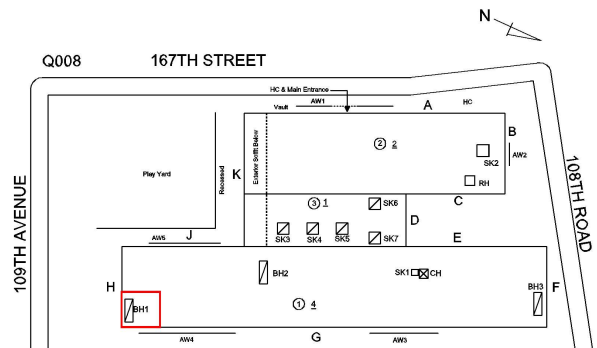 N
Q008
167TH STREET
HC & Main Entrance
Vault
AW1
A
HC
B
② 2
SK2
AW2
Exterior Soffit Below
K
Recessed
Play Yard
RH
C
③ 1
SK6
D
SK3
SK4
SK5
SK7
E
J
AW5
109TH AVENUE
108TH ROAD
BH2
SK1
CH
H
BH1
① 4
BH3
F
AW4
G
AW3